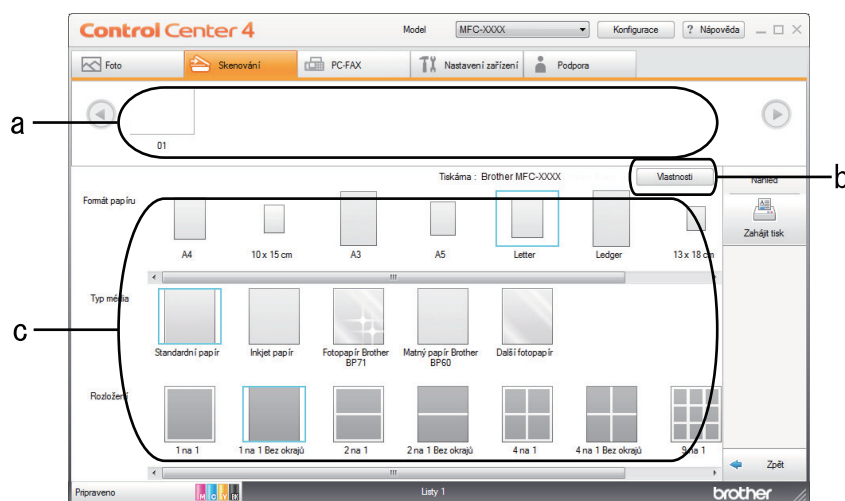 Control Center 4
Model MFC-XXXX Konfigurace ? Nápověda
Foto Skenování PC-FAX Nastavení zařízení Podpora
a
01
Tiskárna : Brother MFC-XXXX Vlastnosti
b
Náhled
Formát papíru
Zahájit tisk
A4 10 x 15 cm A3 A5 Letter Ledger 13 x 18 cm
Typ média
c
Standardní papír Inkjet papír Fotopapír Brother BP71 Matný papír Brother BP60 Další fotopapír
Rozložení
1 na 1 1 na 1 Bez okrajů 2 na 1 2 na 1 Bez okrajů 4 na 1 4 na 1 Bez okrajů 9 na 1
Zpět
Připraveno M C Y BK Listy 1 brother